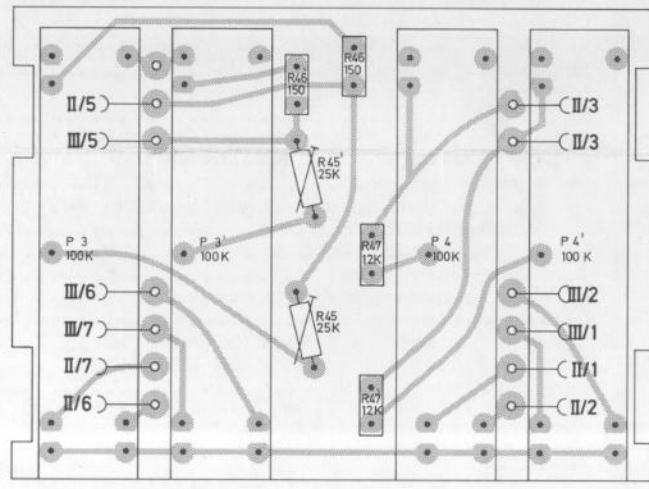 R46
150
R46'
150
II/5
III/5
II/3
II/3
R45'
25K
P 3
100K
P 3'
100K
R47
12K
P 4
100K
P 4'
100 K
III/6
III/7
II/7
II/6
R45
25K
III/2
III/1
II/1
II/2
R47'
12K